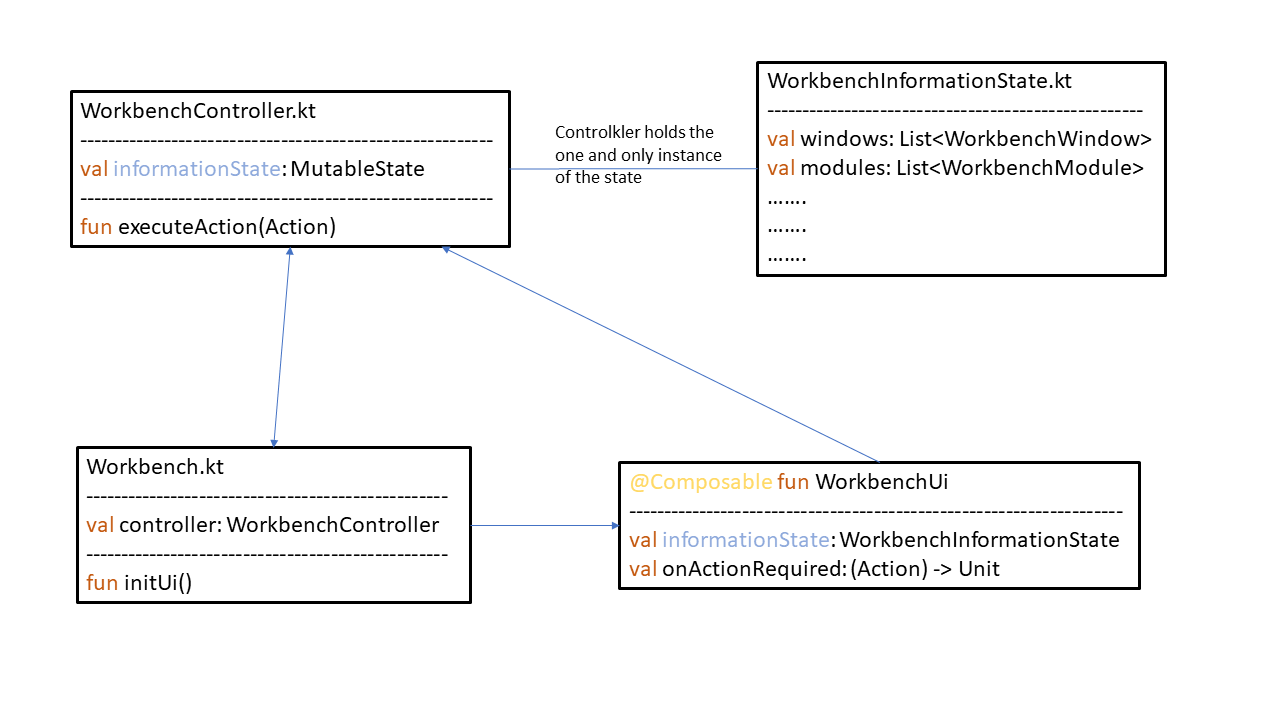 WorkbenchController.kt
-----------------------------------------------------------
val informationState: MutableState
-----------------------------------------------------------
fun executeAction(Action)
Controlkler holds the
one and only instance
of the state
WorkbenchInformationState.kt
------------------------------------------------------
val windows: List<WorkbenchWindow>
val modules: List<WorkbenchModule>
…….
…….
…….
Workbench.kt
----------------------------------------------------
val controller: WorkbenchController
----------------------------------------------------
fun initUi()
@Composable fun WorkbenchUi
-----------------------------------------------------------------------
val informationState: WorkbenchInformationState
val onActionRequired: (Action) -> Unit